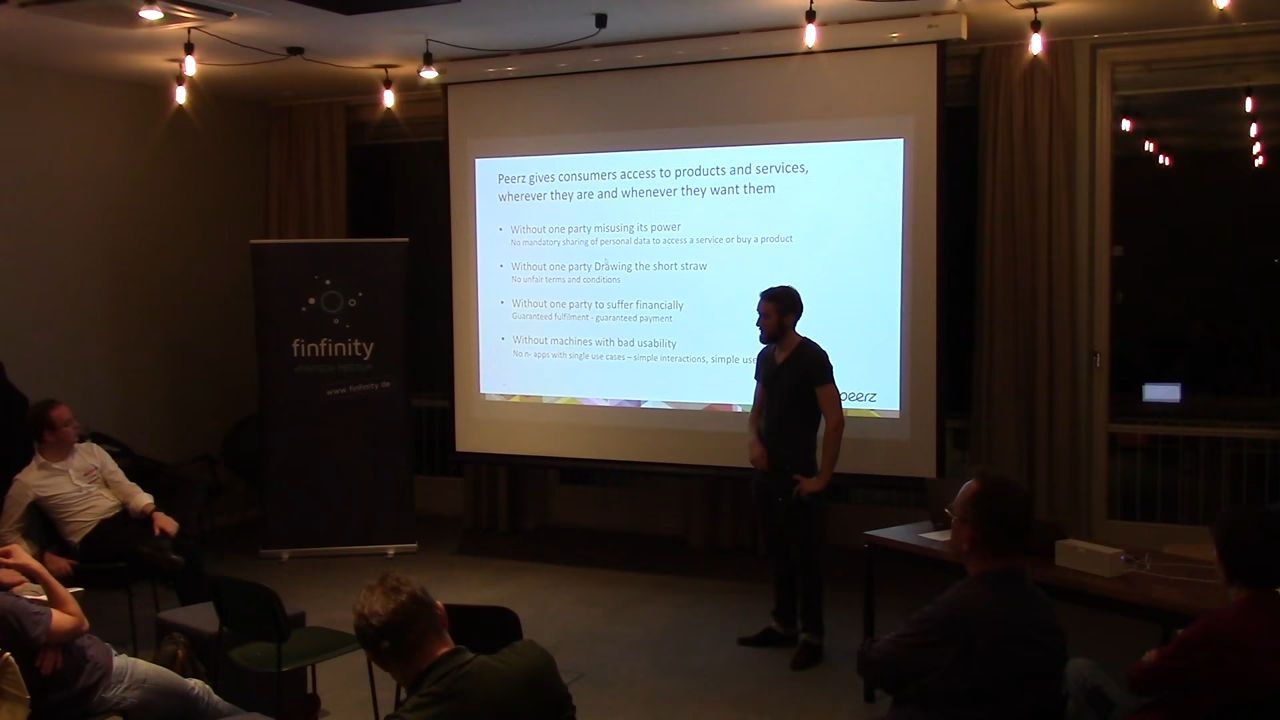 Peerz gives consumers access to products and services,
wherever they are and whenever they want them
• Without one party misusing its power
No mandatory sharing of personal data to access a service or buy a product
• Without one party Drawing the short straw
No unfair terms and conditions
• Without one party to suffer financially
Guaranteed fulfilment - guaranteed payment
• Without machines with bad usability
No n- apps with single use cases – simple interactions, simple use
peerz
finfinity
www.finfinity.de